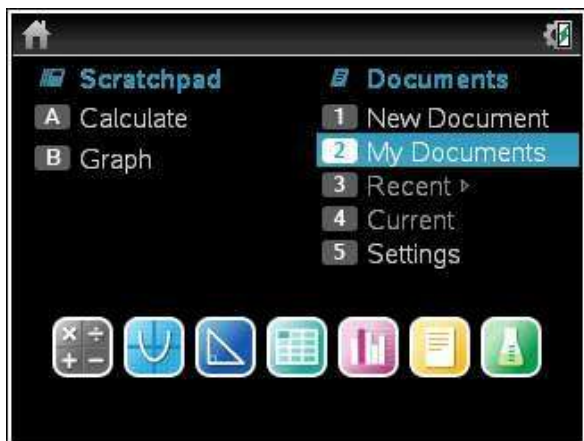 Scratchpad
A Calculate
B Graph
Documents
1 New Document
2 My Documents
3 Recent ▹
4 Current
5 Settings